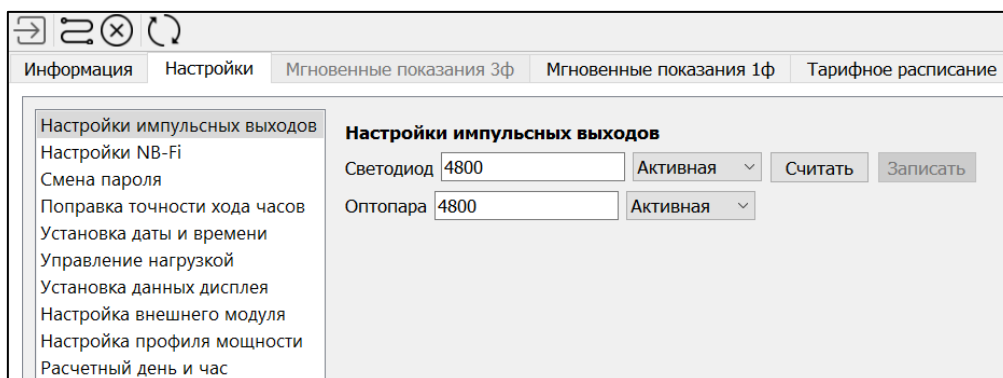 Информация Настройки Мгновенные показания 3ф Мгновенные показания 1ф Тарифное расписание
Настройки импульсных выходов
Настройки NB-Fi
Смена пароля
Поправка точности хода часов
Установка даты и времени
Управление нагрузкой
Установка данных дисплея
Настройка внешнего модуля
Настройка профиля мощности
Расчетный день и час
Настройки импульсных выходов
Светодиод 4800 Активная Считать Записать
Оптопара 4800 Активная